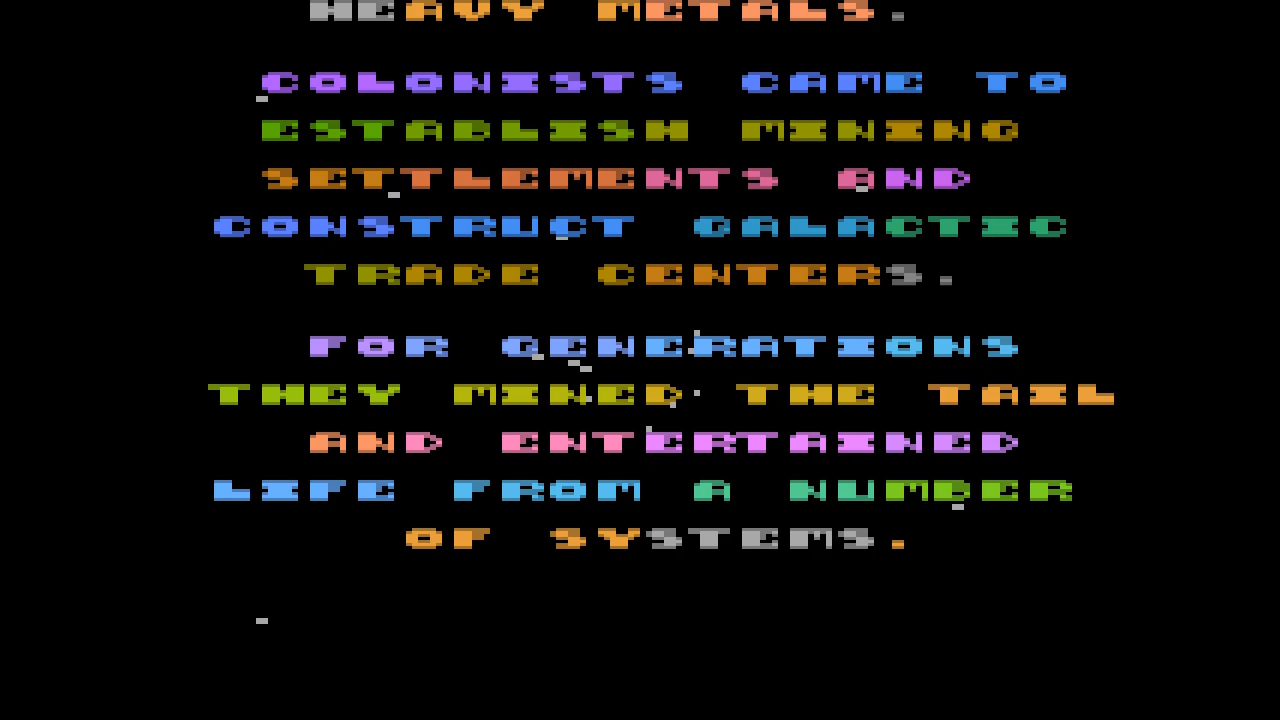 HEAVY METALS.
COLONISTS CAME TO
ESTABLISH MINING
SETTLEMENTS AND
CONSTRUCT GALACTIC
TRADE CENTERS.
FOR GENERATIONS
THEY MINED THE TAIL
AND ENTERTAINED
LIFE FROM A NUMBER
OF SYSTEMS.